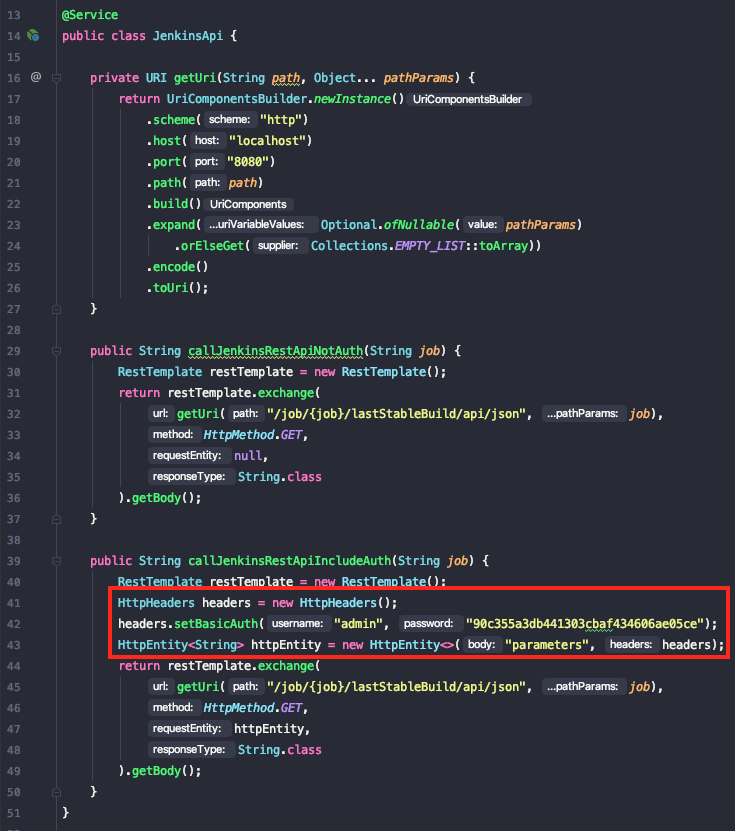 13 @Service
14 public class JenkinsApi {
15
16 @ private URI getUri(String path, Object... pathParams) {
17 return UriComponentsBuilder.newInstance() UriComponentsBuilder
18 .scheme( scheme: "http")
19 .host( host: "localhost")
20 .port( port: "8080")
21 .path( path: path)
22 .build() UriComponents
23 .expand( ...uriVariableValues: Optional.ofNullable( value: pathParams)
24 .orElseGet( supplier: Collections.EMPTY_LIST::toArray))
25 .encode()
26 .toUri();
27 }
28
29 public String callJenkinsRestApiNotAuth(String job) {
30 RestTemplate restTemplate = new RestTemplate();
31 return restTemplate.exchange(
32 url: getUri( path: "/job/{job}/lastStableBuild/api/json", ...pathParams: job),
33 method: HttpMethod.GET,
34 requestEntity: null,
35 responseType: String.class
36 ).getBody();
37 }
38
39 public String callJenkinsRestApiIncludeAuth(String job) {
40 RestTemplate restTemplate = new RestTemplate();
41 HttpHeaders headers = new HttpHeaders();
42 headers.setBasicAuth( username: "admin", password: "90c355a3db441303cbaf434606ae05ce");
43 HttpEntity<String> httpEntity = new HttpEntity<>( body: "parameters", headers: headers);
44 return restTemplate.exchange(
45 url: getUri( path: "/job/{job}/lastStableBuild/api/json", ...pathParams: job),
46 method: HttpMethod.GET,
47 requestEntity: httpEntity,
48 responseType: String.class
49 ).getBody();
50 }
51 }